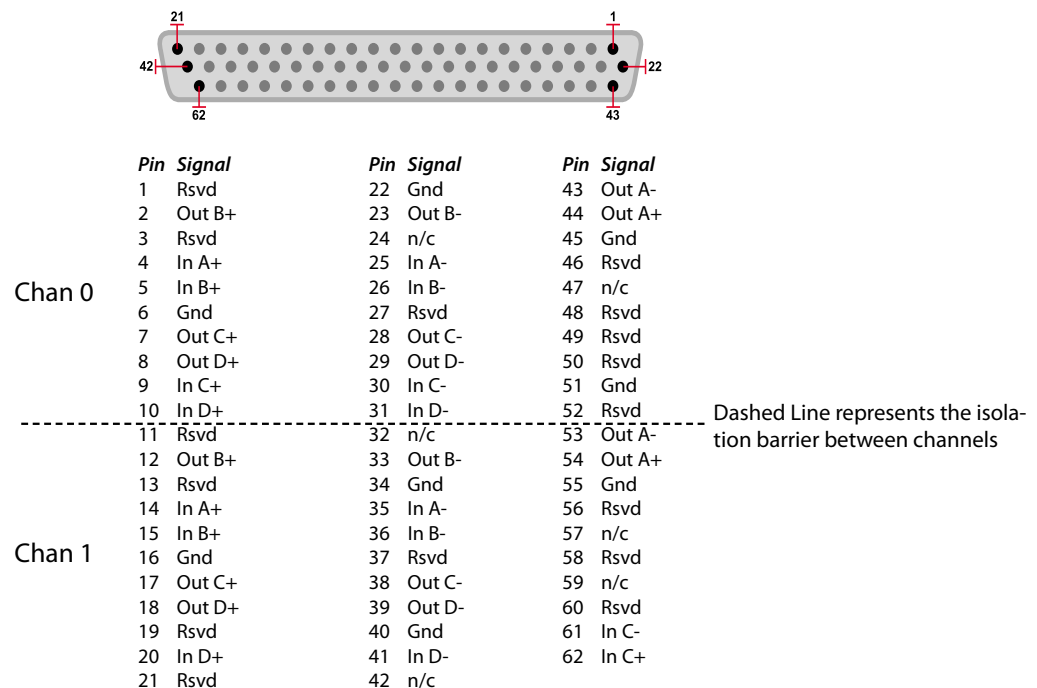 21 1
42 22
62 43
Pin Signal Pin Signal Pin Signal
1 Rsvd 22 Gnd 43 Out A-
2 Out B+ 23 Out B- 44 Out A+
3 Rsvd 24 n/c 45 Gnd
4 In A+ 25 In A- 46 Rsvd
Chan 0
5 In B+ 26 In B- 47 n/c
6 Gnd 27 Rsvd 48 Rsvd
7 Out C+ 28 Out C- 49 Rsvd
8 Out D+ 29 Out D- 50 Rsvd
9 In C+ 30 In C- 51 Gnd
10 In D+ 31 In D- 52 Rsvd
Dashed Line represents the isola-
tion barrier between channels
11 Rsvd 32 n/c 53 Out A-
12 Out B+ 33 Out B- 54 Out A+
13 Rsvd 34 Gnd 55 Gnd
14 In A+ 35 In A- 56 Rsvd
15 In B+ 36 In B- 57 n/c
Chan 1
16 Gnd 37 Rsvd 58 Rsvd
17 Out C+ 38 Out C- 59 n/c
18 Out D+ 39 Out D- 60 Rsvd
19 Rsvd 40 Gnd 61 In C-
20 In D+ 41 In D- 62 In C+
21 Rsvd 42 n/c